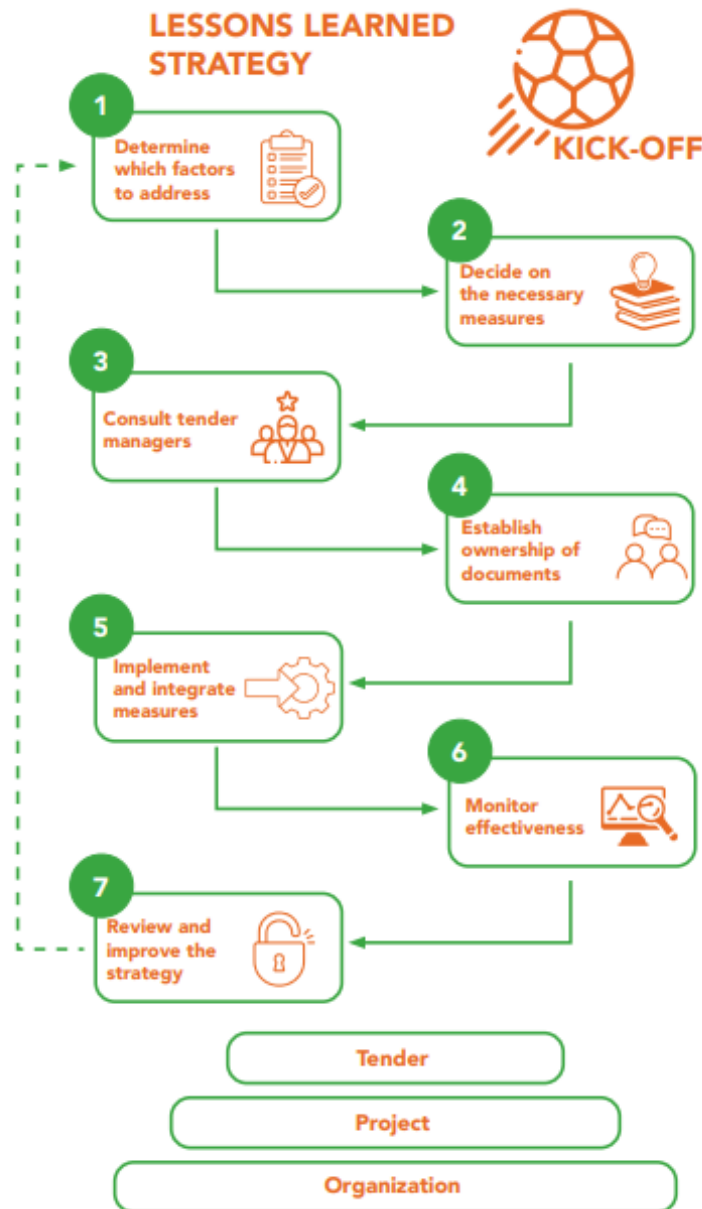 LESSONS LEARNED
STRATEGY
KICK-OFF
1
Determine
which factors
to address
2
Decide on
the necessary
measures
3
Consult tender
managers
4
Establish
ownership of
documents
5
Implement
and integrate
measures
6
Monitor
effectiveness
7
Review and
improve the
strategy
Tender
Project
Organization